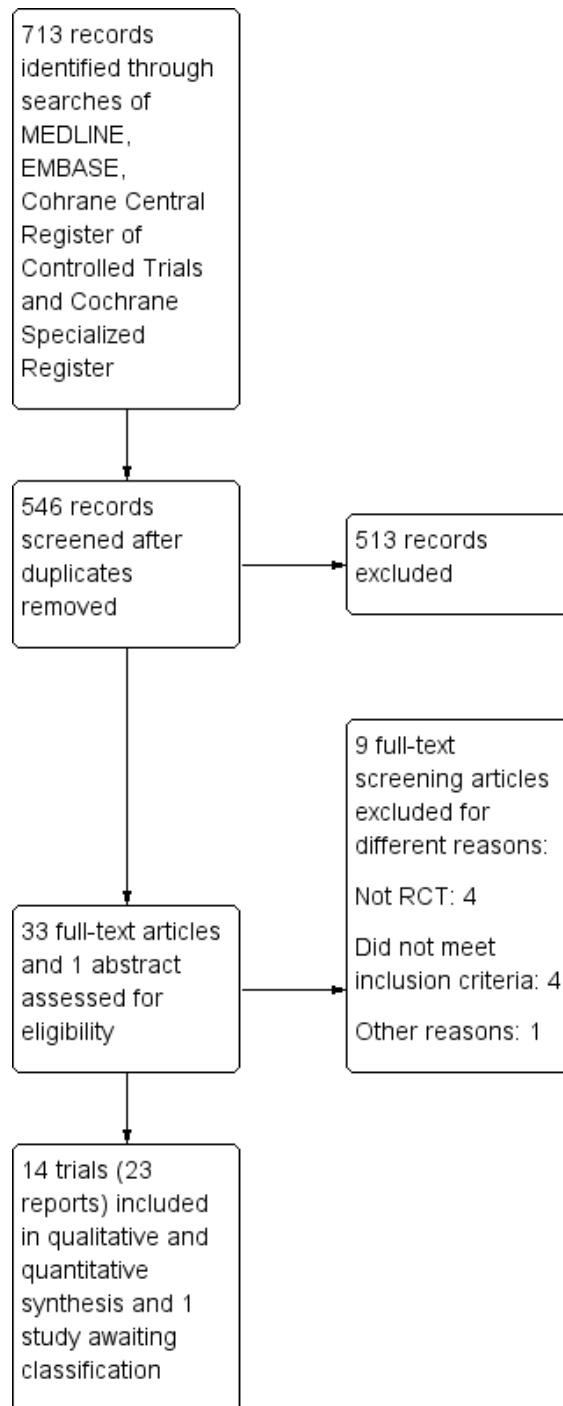 713 records
identified through
searches of
MEDLINE,
EMBASE,
Cohrane Central
Register of
Controlled Trials
and Cochrane
Specialized
Register
546 records
screened after
duplicates
removed
513 records
excluded
9 full-text
screening articles
excluded for
different reasons:
Not RCT: 4
Did not meet
inclusion criteria: 4
Other reasons: 1
33 full-text articles
and 1 abstract
assessed for
eligibility
14 trials (23
reports) included
in qualitative and
quantitative
synthesis and 1
study awaiting
classification